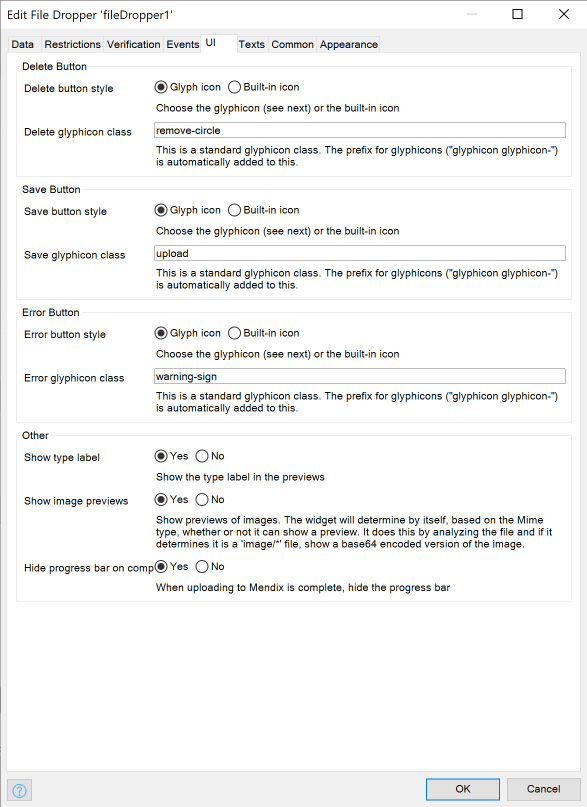 Edit File Dropper 'fileDropper1'
Data Restrictions Verification Events UI Texts Common Appearance
Delete Button
Delete button style Glyph icon Built-in icon
Choose the glyphicon (see next) or the built-in icon
Delete glyphicon class remove-circle
This is a standard glyphicon class. The prefix for glyphicons ("glyphicon glyphicon-")
is automatically added to this.
Save Button
Save button style Glyph icon Built-in icon
Choose the glyphicon (see next) or the built-in icon
Save glyphicon class upload
This is a standard glyphicon class. The prefix for glyphicons ("glyphicon glyphicon-")
is automatically added to this.
Error Button
Error button style Glyph icon Built-in icon
Choose the glyphicon (see next) or the built-in icon
Error glyphicon class warning-sign
This is a standard glyphicon class. The prefix for glyphicons ("glyphicon glyphicon-")
is automatically added to this.
Other
Show type label Yes No
Show the type label in the previews
Show image previews Yes No
Show previews of images. The widget will determine by itself, based on the Mime
type, whether or not it can show a preview. It does this by analyzing the file and if it
determines it is a 'image/*' file, show a base64 encoded version of the image.
Hide progress bar on comp Yes No
When uploading to Mendix is complete, hide the progress bar
? OK Cancel